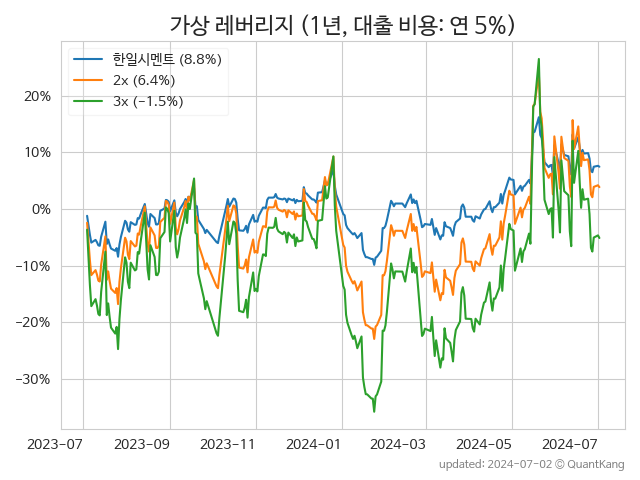 가상 레버리지 (1년, 대출 비용: 연 5%)
한일시멘트 (8.8%)
2x (6.4%)
3x (−1.5%)
20%
10%
0%
−10%
−20%
−30%
2023-07 2023-09 2023-11 2024-01 2024-03 2024-05 2024-07
updated: 2024-07-02 © QuantKang